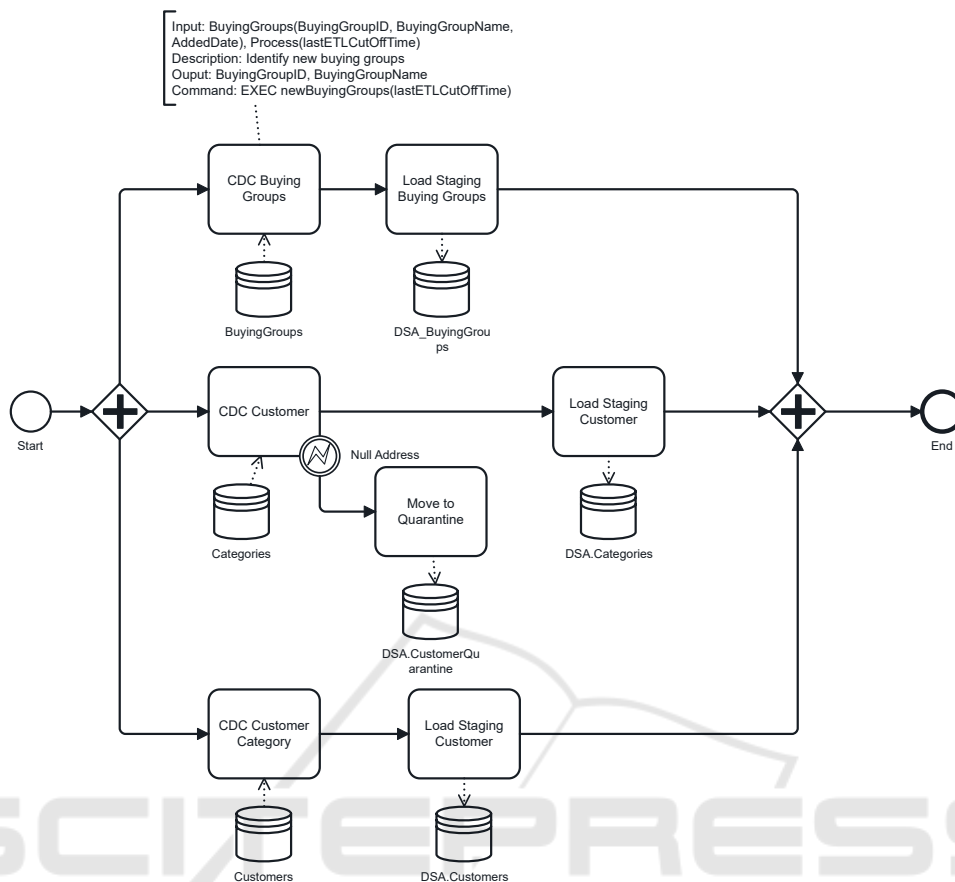 Input: BuyingGroups(BuyingGroupID, BuyingGroupName,
AddedDate), Process(lastETLCutOffTime)
Description: Identify new buying groups
Ouput: BuyingGroupID, BuyingGroupName
Command: EXEC newBuyingGroups(lastETLCutOffTime)
CDC Buying
Groups
Load Staging
Buying Groups
BuyingGroups
DSA_BuyingGrou
ps
Start
CDC Customer
Load Staging
Customer
End
Null Address
Move to
Quarantine
Categories
DSA.Categories
DSA.CustomerQu
arantine
CDC Customer
Category
Load Staging
Customer
Customers
DSA.Customers
SCITEPRESS